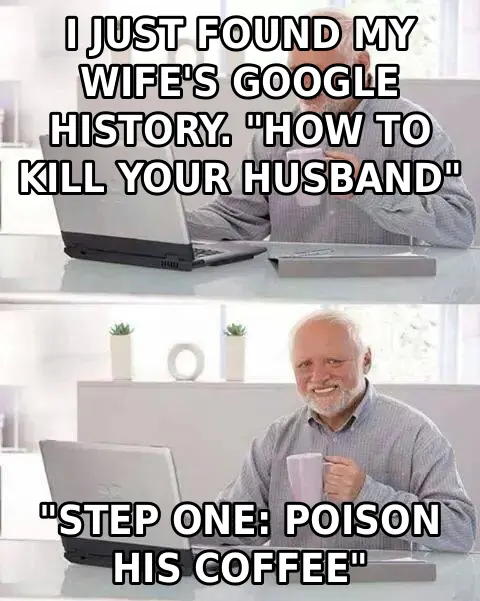 I JUST FOUND MY
WIFE'S GOOGLE
HISTORY. "HOW TO
KILL YOUR HUSBAND"
"STEP ONE: POISON
HIS COFFEE"